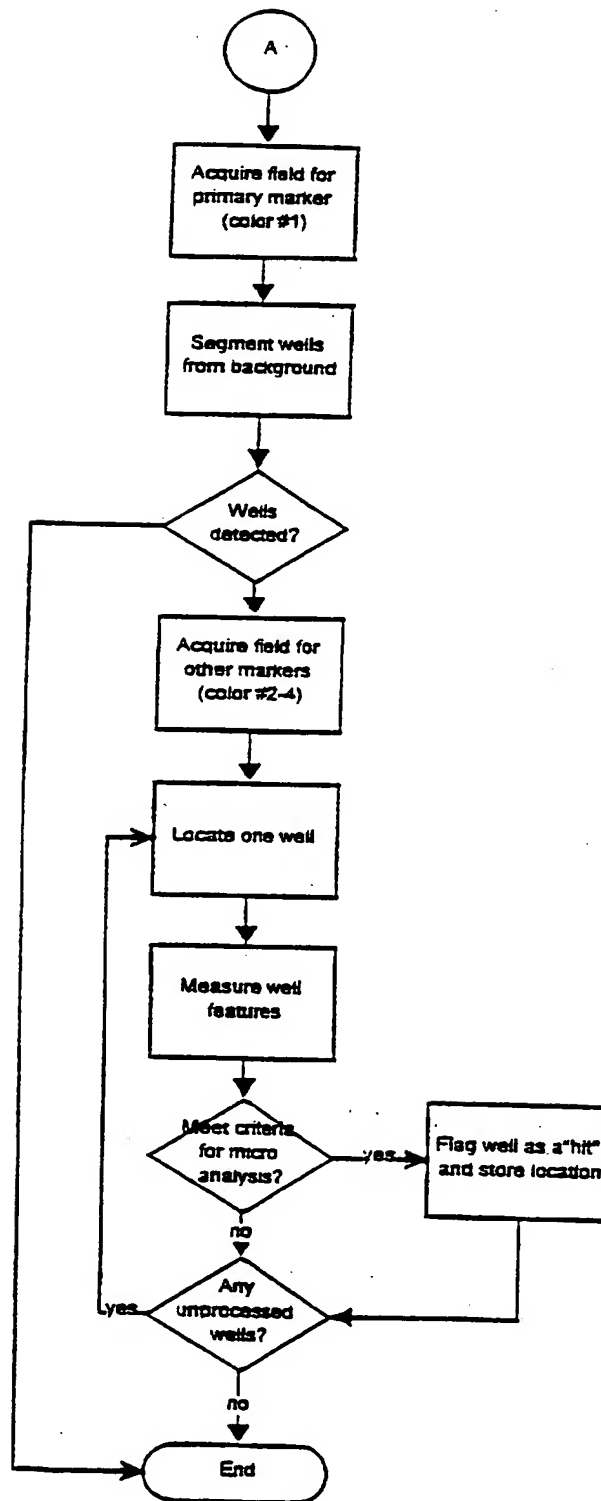 A
Acquire field for
primary marker
(color #1)
Segment wells
from background
Wells
detected?
Acquire field for
other markers
(color #2-4)
Locate one well
Measure well
features
Meet criteria
for micro
analysis?
yes
Flag well as a "hit"
and store location
no
Any
unprocessed
wells?
yes
no
End